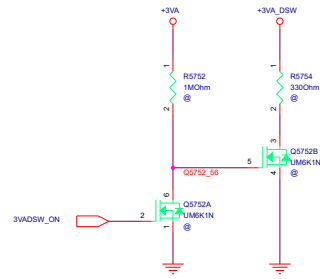 +3VA
+3VA_DSW
1
R5752
1MOhm
@
2
1
R5754
330Ohm
@
2
3
Q5752B
UM6K1N
@
5
4
Q5752_56
6
Q5752A
UM6K1N
@
3VADSW_ON
2
1